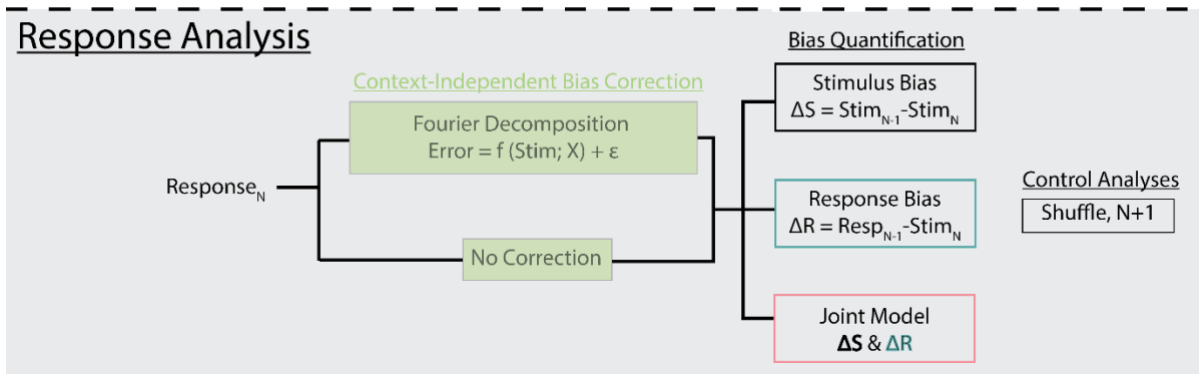 Response Analysis
Context-Independent Bias Correction
Fourier Decomposition
Error = f (Stim; X) + ε
Response_N
No Correction
Bias Quantification
Stimulus Bias
ΔS = Stim_N-1-Stim_N
Response Bias
ΔR = Resp_N-1-Stim_N
Joint Model
ΔS & ΔR
Control Analyses
Shuffle, N+1